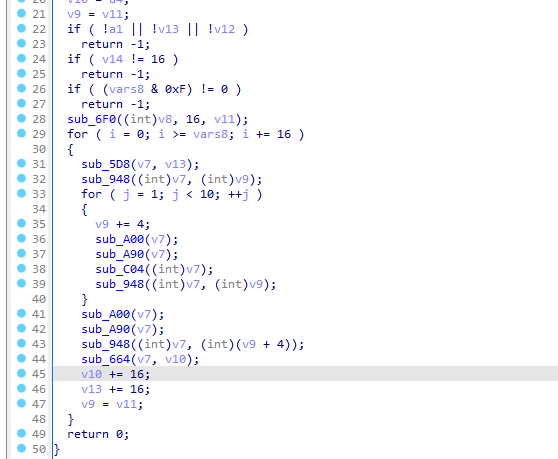 21 v9 = v11;
22 if ( !a1 || !v13 || !v12 )
23 return -1;
24 if ( v14 != 16 )
25 return -1;
26 if ( (vars8 & 0xF) != 0 )
27 return -1;
28 sub_6F0((int)v8, 16, v11);
29 for ( i = 0; i >= vars8; i += 16 )
30 {
31 sub_5D8(v7, v13);
32 sub_948((int)v7, (int)v9);
33 for ( j = 1; j < 10; ++j )
34 {
35 v9 += 4;
36 sub_A00(v7);
37 sub_A90(v7);
38 sub_C04((int)v7);
39 sub_948((int)v7, (int)v9);
40 }
41 sub_A00(v7);
42 sub_A90(v7);
43 sub_948((int)v7, (int)(v9 + 4));
44 sub_664(v7, v10);
45 v10 += 16;
46 v13 += 16;
47 v9 = v11;
48 }
49 return 0;
50 }